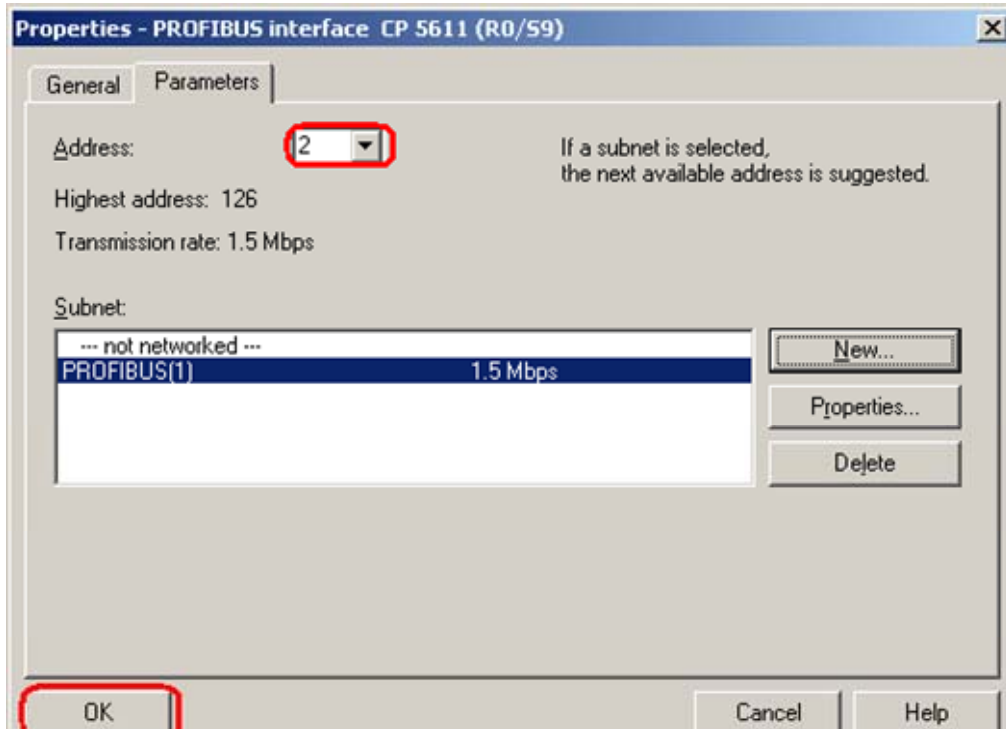 Properties - PROFIBUS interface CP 5611 (R0/S9)
General Parameters
Address: 2
If a subnet is selected,
the next available address is suggested.
Highest address: 126
Transmission rate: 1.5 Mbps
Subnet:
--- not networked ---
PROFIBUS(1) 1.5 Mbps
New...
Properties...
Delete
OK Cancel Help